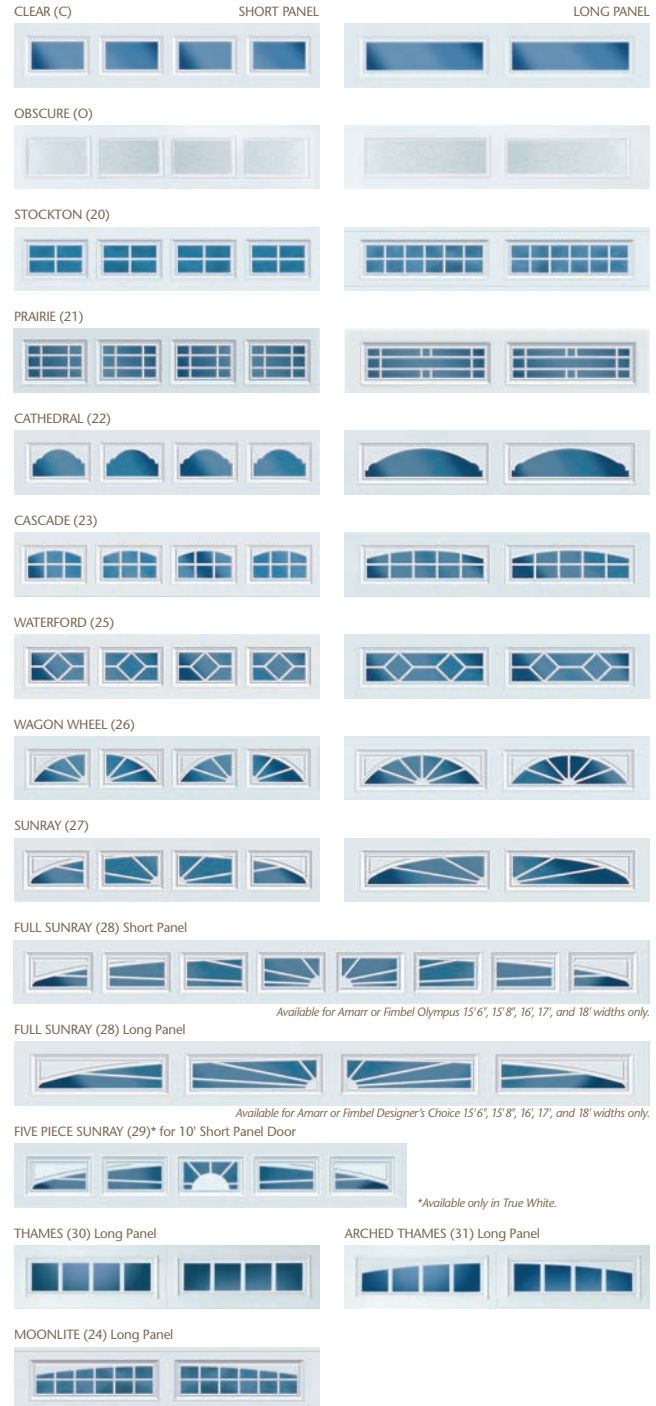 CLEAR (C) SHORT PANEL LONG PANEL
OBSCURE (O)
STOCKTON (20)
PRAIRIE (21)
CATHEDRAL (22)
CASCADE (23)
WATERFORD (25)
WAGON WHEEL (26)
SUNRAY (27)
FULL SUNRAY (28) Short Panel
Available for Amarr or Fimbel Olympus 15'6", 15'8", 16', 17', and 18' widths only.
FULL SUNRAY (28) Long Panel
Available for Amarr or Fimbel Designer's Choice 15'6", 15'8", 16', 17', and 18' widths only.
FIVE PIECE SUNRAY (29)* for 10' Short Panel Door
*Available only in True White.
THAMES (30) Long Panel ARCHED THAMES (31) Long Panel
MOONLITE (24) Long Panel